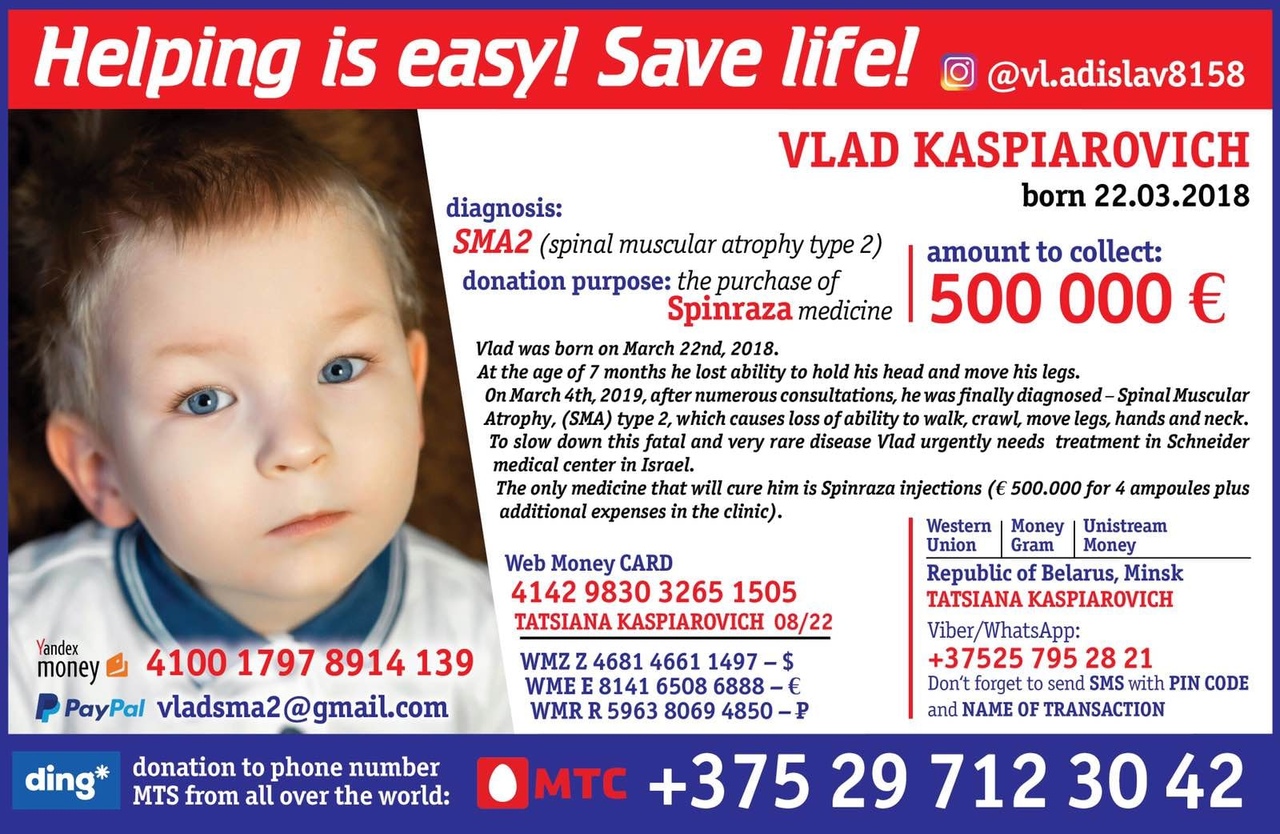 Helping is easy! Save life!
@vl.adislav8158
VLAD KASPIAROVICH
born 22.03.2018
diagnosis:
SMA2 (spinal muscular atrophy type 2)
donation purpose: the purchase of
Spinraza medicine
amount to collect:
500 000 €
Vlad was born on March 22nd, 2018.
At the age of 7 months he lost ability to hold his head and move his legs.
On March 4th, 2019, after numerous consultations, he was finally diagnosed – Spinal Muscular
Atrophy, (SMA) type 2, which causes loss of ability to walk, crawl, move legs, hands and neck.
To slow down this fatal and very rare disease Vlad urgently needs treatment in Schneider
medical center in Israel.
The only medicine that will cure him is Spinraza injections (€ 500.000 for 4 ampoules plus
additional expenses in the clinic).
Web Money CARD
4142 9830 3265 1505
TATSIANA KASPIAROVICH 08/22
WMZ Z 4681 4661 1497 – $
WME E 8141 6508 6888 – €
WMR R 5963 8069 4850 – ₽
Western Union
Money Gram
Unistream Money
Republic of Belarus, Minsk
TATSIANA KASPIAROVICH
Viber/WhatsApp:
+37525 795 28 21
Don't forget to send SMS with PIN CODE
and NAME OF TRANSACTION
Yandex
money 4100 1797 8914 139
PayPal vladsma2@gmail.com
ding*
donation to phone number
MTS from all over the world:
МТС +375 29 712 30 42